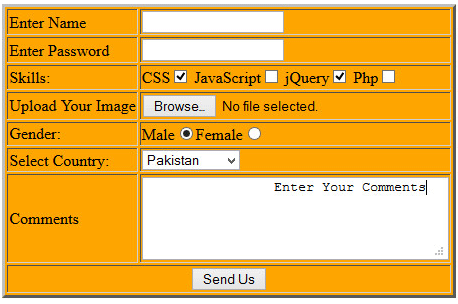 Enter Name
Enter Password
Skills: CSS JavaScript jQuery Php
Upload Your Image Browse.. No file selected.
Gender: Male Female
Select Country: Pakistan
Enter Your Comments
Comments
Send Us